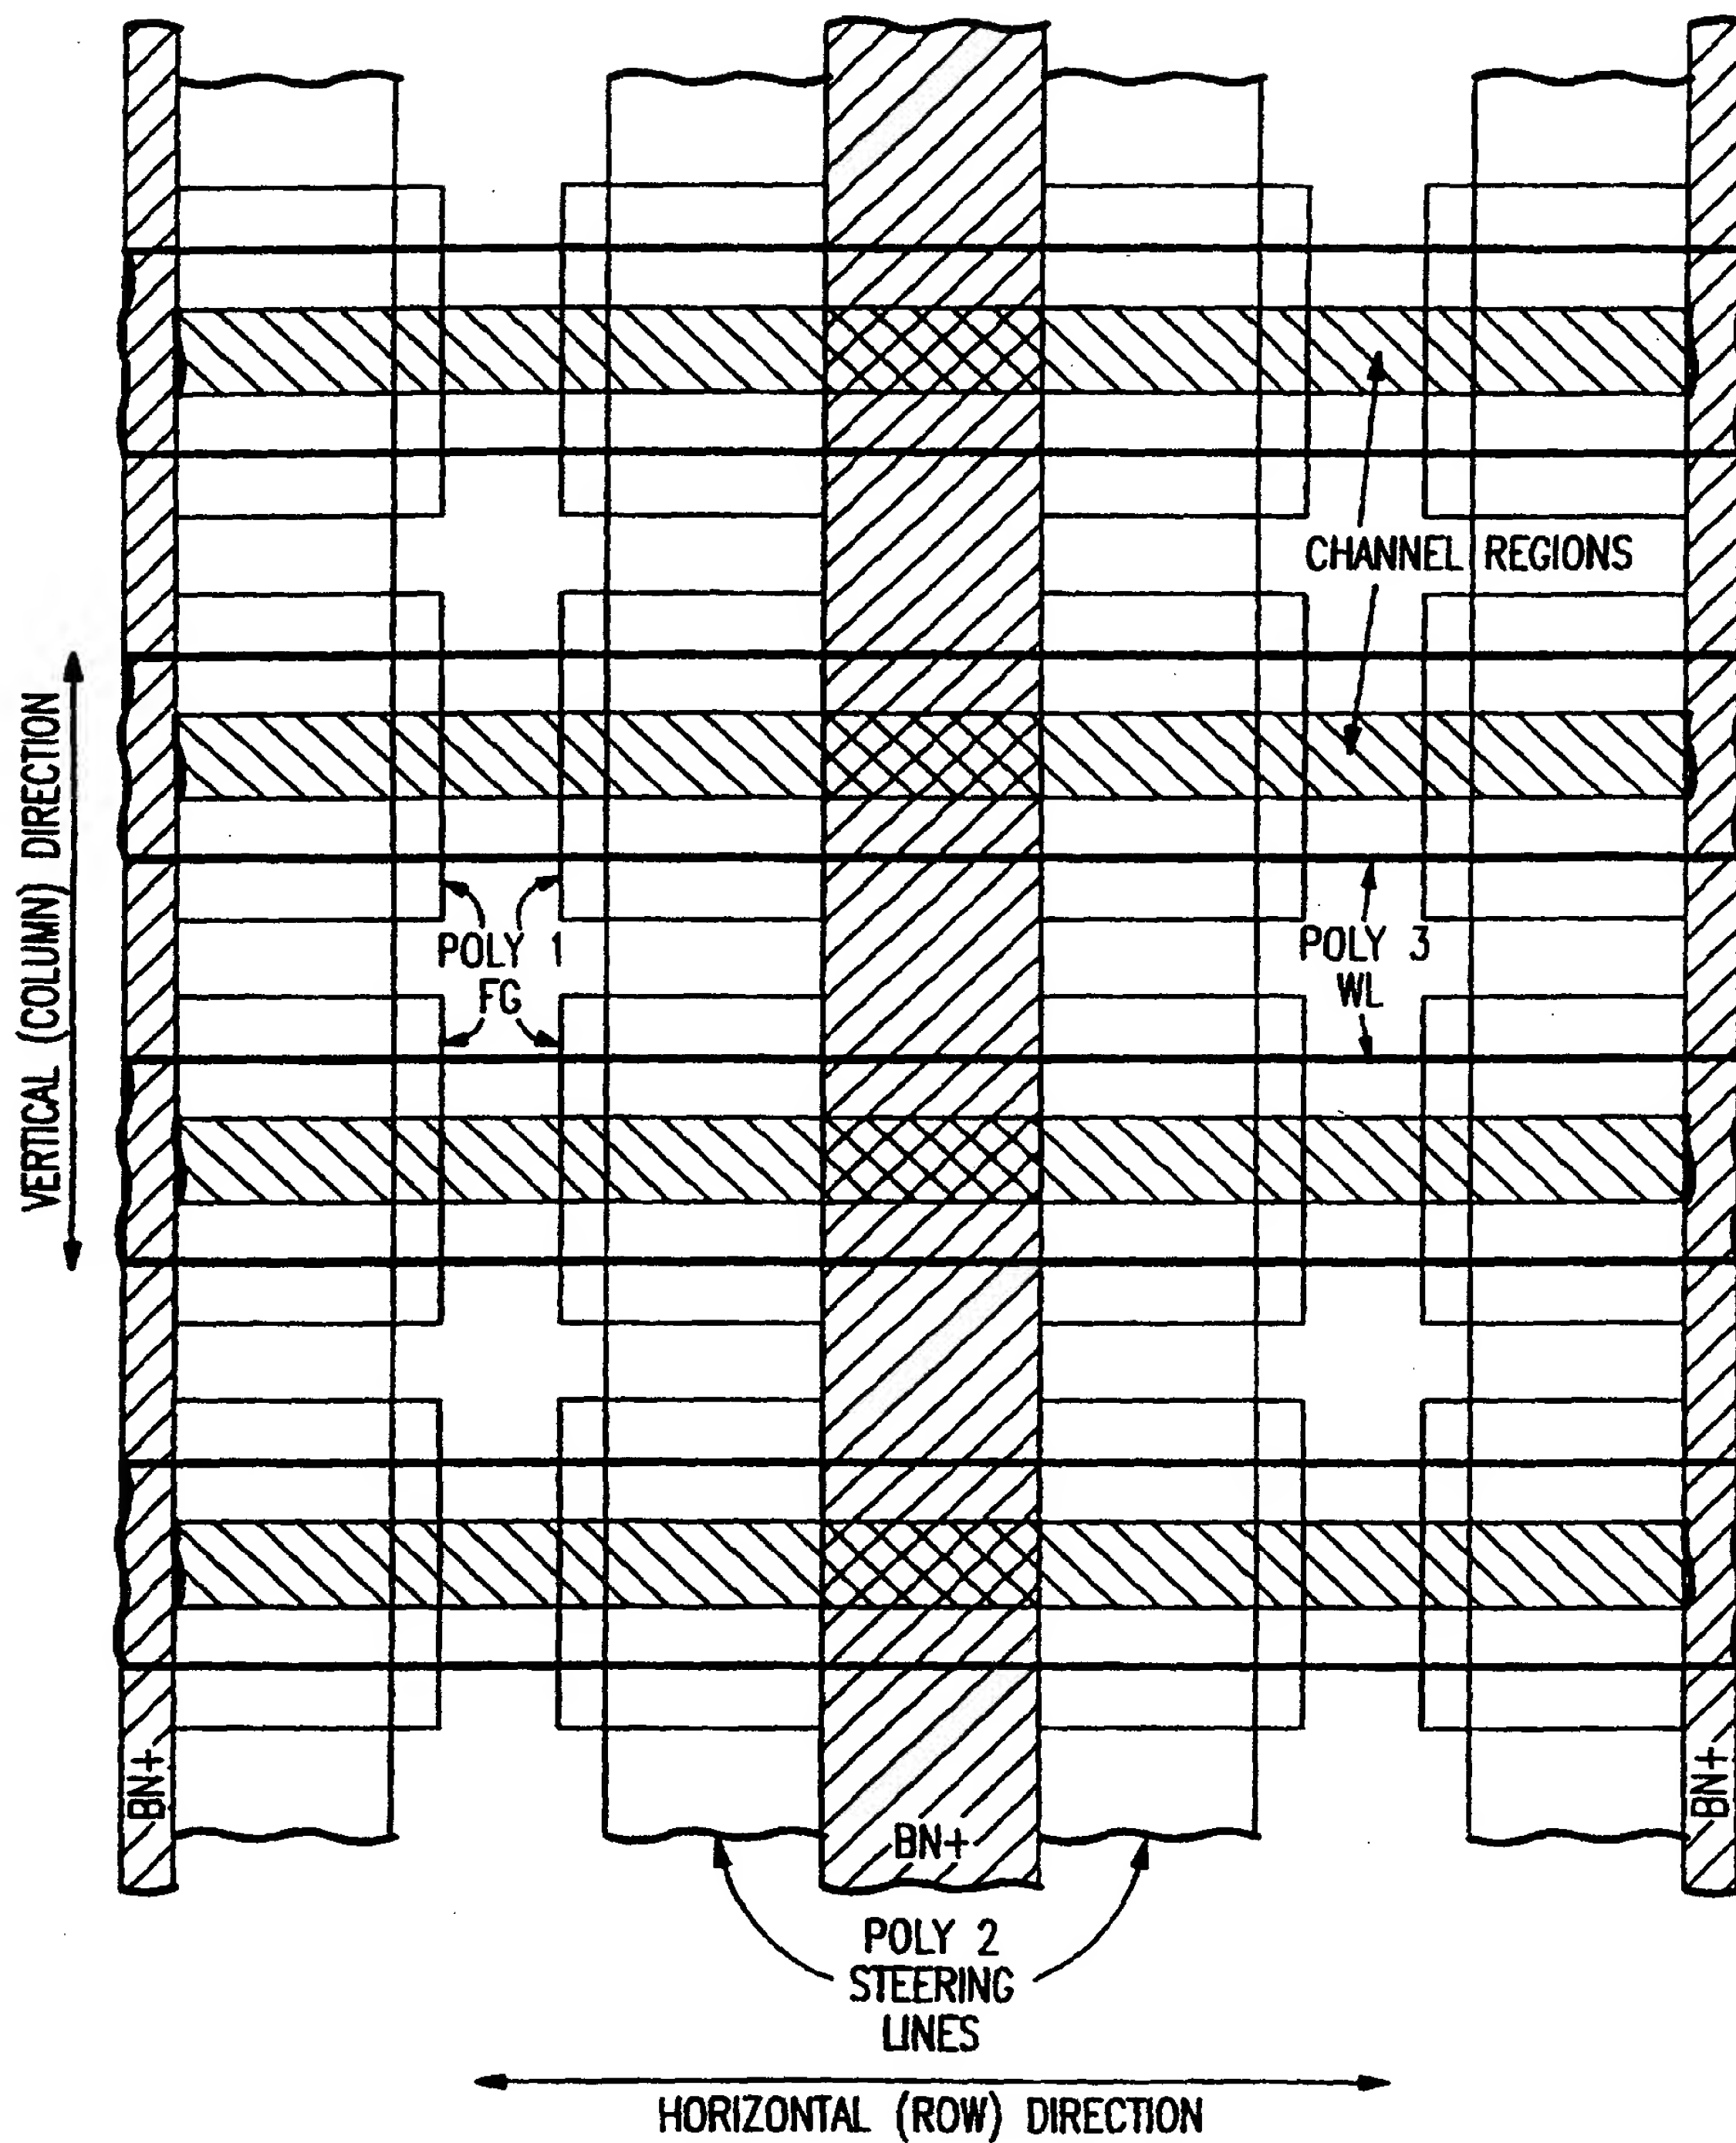 CHANNEL REGIONS
VERTICAL (COLUMN) DIRECTION
POLY 1
FG
POLY 3
WL
BN+
BN+
BN+
POLY 2
STEERING
LINES
HORIZONTAL (ROW) DIRECTION